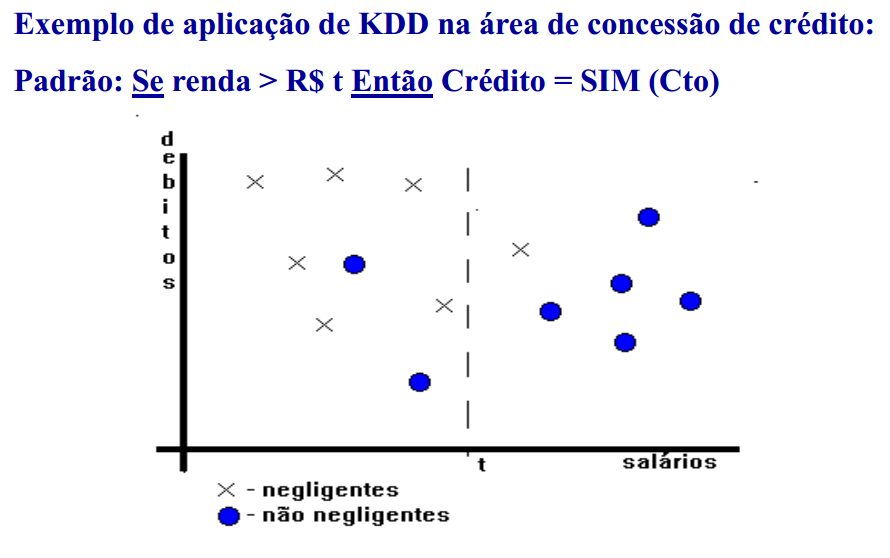 Exemplo de aplicação de KDD na área de concessão de crédito:
Padrão: Se renda > R$ t Então Crédito = SIM (Cto)
debitos
t
salários
- negligentes
- não negligentes